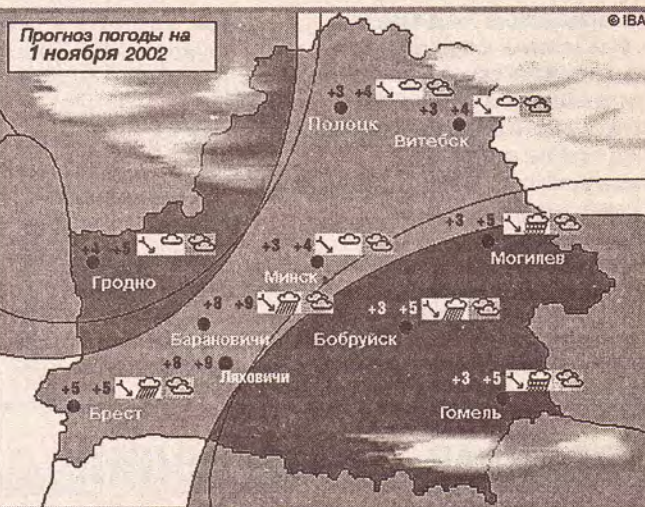 Прогноз погоды на
1 ноября 2002
© IBA
+3 +4
Полоцк
+3 +4
Витебск
+5
Гродно
+3 +4
Минск
+3 +5
Могилев
+8 +9
Барановичи
+3 +5
Бобруйск
+8 +9
Ляховичи
+5 +5
Брест
+3 +5
Гомель